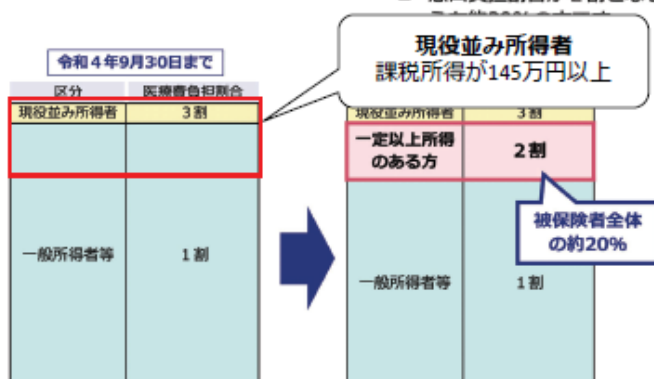 令和４年9月30日まで
区分 医療費負担割合
現役並み所得者 ３割
一般所得者等 １割
現役並み所得者
課税所得が145万円以上
現役並み所得者 ３割
一定以上所得
のある方
２割
被保険者全体
の約20%
一般所得者等 １割